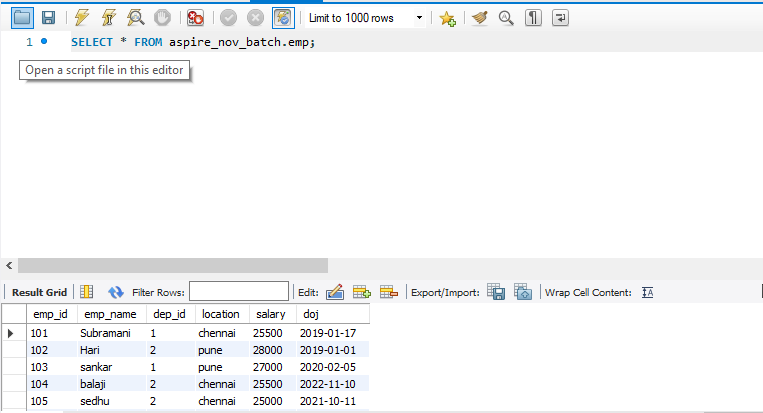 Limit to 1000 rows
1 SELECT * FROM aspire_nov_batch.emp;
Open a script file in this editor
Result Grid Filter Rows: Edit: Export/Import: Wrap Cell Content:
emp_id emp_name dep_id location salary doj
101 Subramani 1 chennai 25500 2019-01-17
102 Hari 2 pune 28000 2019-01-01
103 sankar 1 pune 27000 2020-02-05
104 balaji 2 chennai 25500 2022-11-10
105 sedhu 2 chennai 25000 2021-10-11